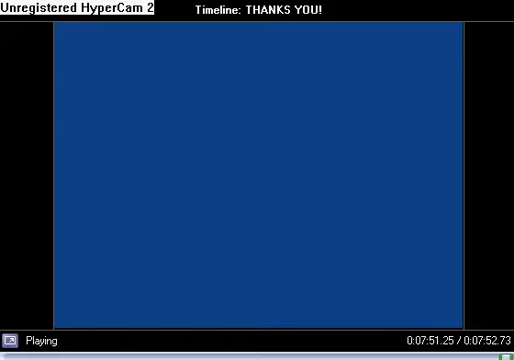 Unregistered HyperCam 2
Timeline: THANKS YOU!
Playing
0:07:51.25 / 0:07:52.73